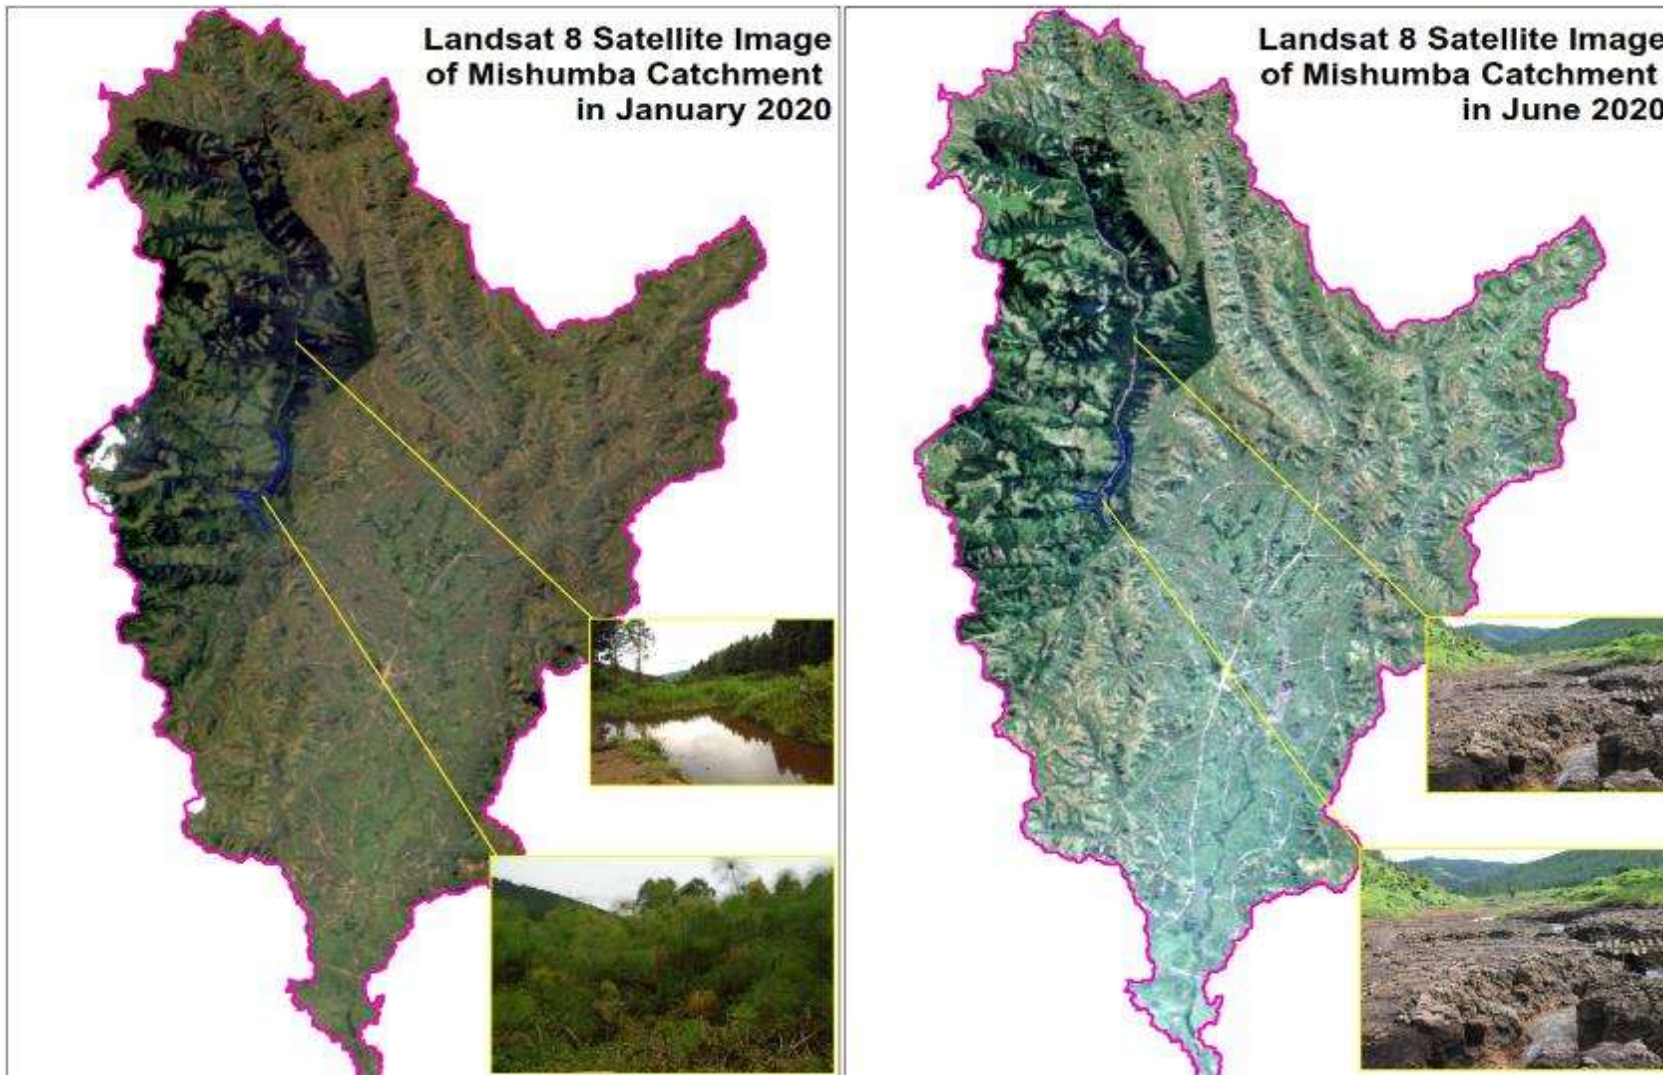 Landsat 8 Satellite Image
of Mishumba Catchment
in January 2020
Landsat 8 Satellite Image
of Mishumba Catchment
in June 2020